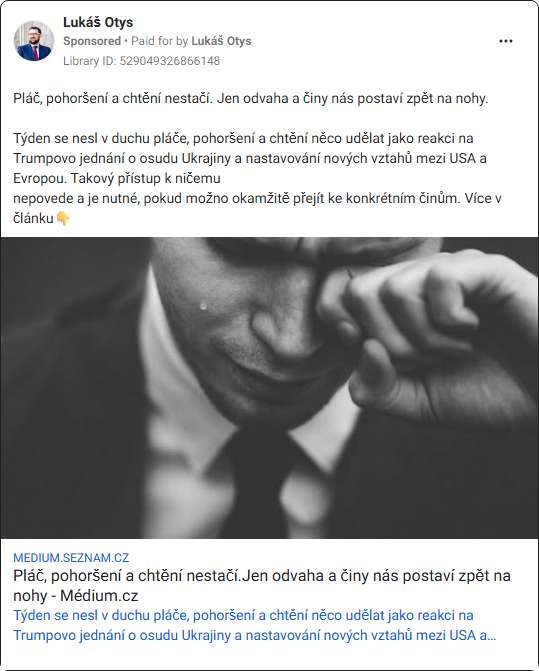 Lukáš Otys
Sponsored • Paid for by Lukáš Otys
Library ID: 529049326866148
Pláč, pohoršení a chtění nestačí. Jen odvaha a činy nás postaví zpět na nohy.
Týden se nesl v duchu pláče, pohoršení a chtění něco udělat jako reakci na
Trumpovo jednání o osudu Ukrajiny a nastavování nových vztahů mezi USA a
Evropou. Takový přístup k ničemu
nepovede a je nutné, pokud možno okamžitě přejít ke konkrétním činům. Více v
článku👇
MEDIUM.SEZNAM.CZ
Pláč, pohoršení a chtění nestačí.Jen odvaha a činy nás postaví zpět na
nohy - Médium.cz
Týden se nesl v duchu pláče, pohoršení a chtění něco udělat jako reakci na
Trumpovo jednání o osudu Ukrajiny a nastavování nových vztahů mezi USA a...